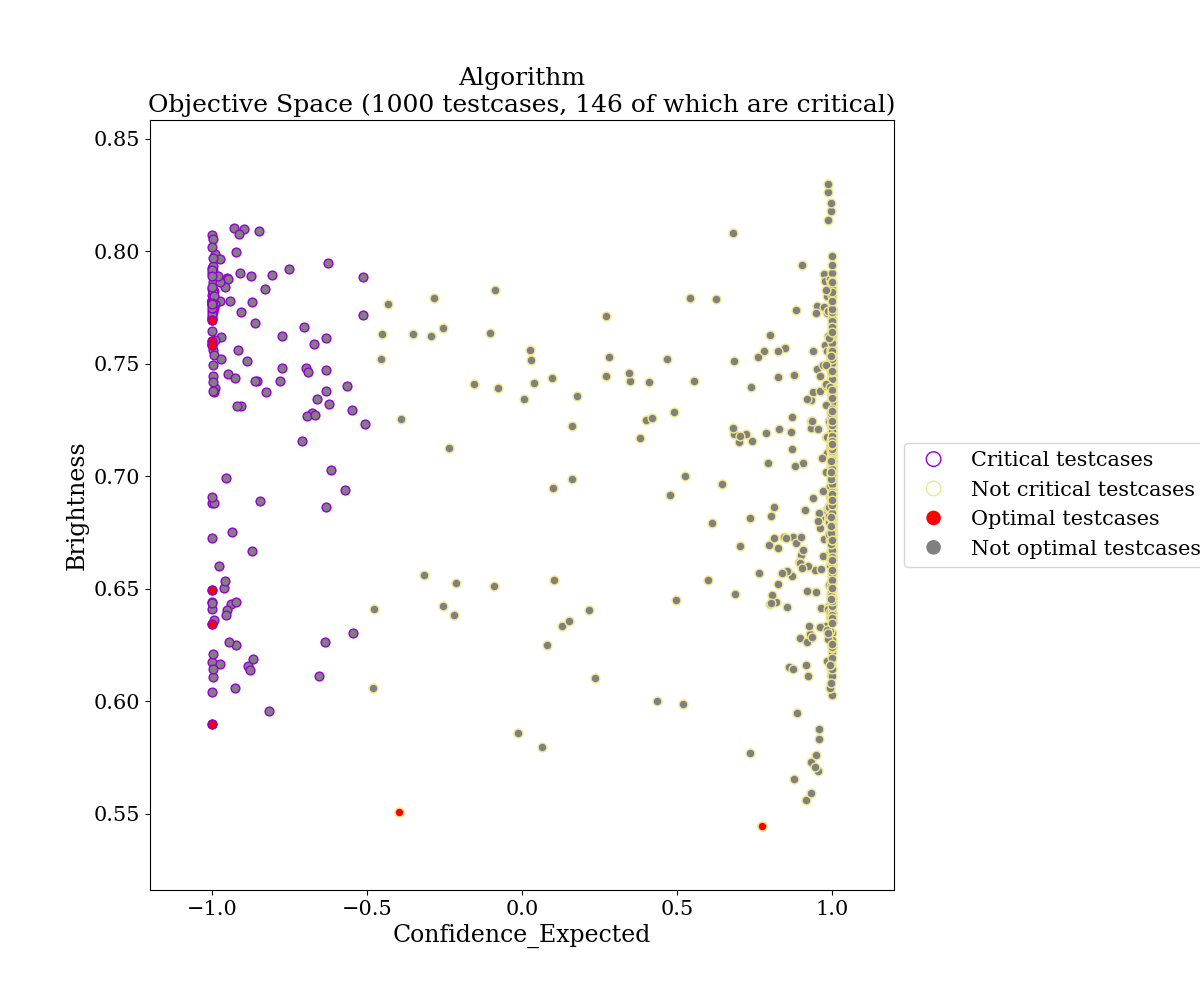 Algorithm
Objective Space (1000 testcases, 146 of which are critical)
0.85
0.80
0.75
0.70
0.65
0.60
0.55
Brightness
−1.0
−0.5
0.0
0.5
1.0
Confidence_Expected
Critical testcases
Not critical testcases
Optimal testcases
Not optimal testcases